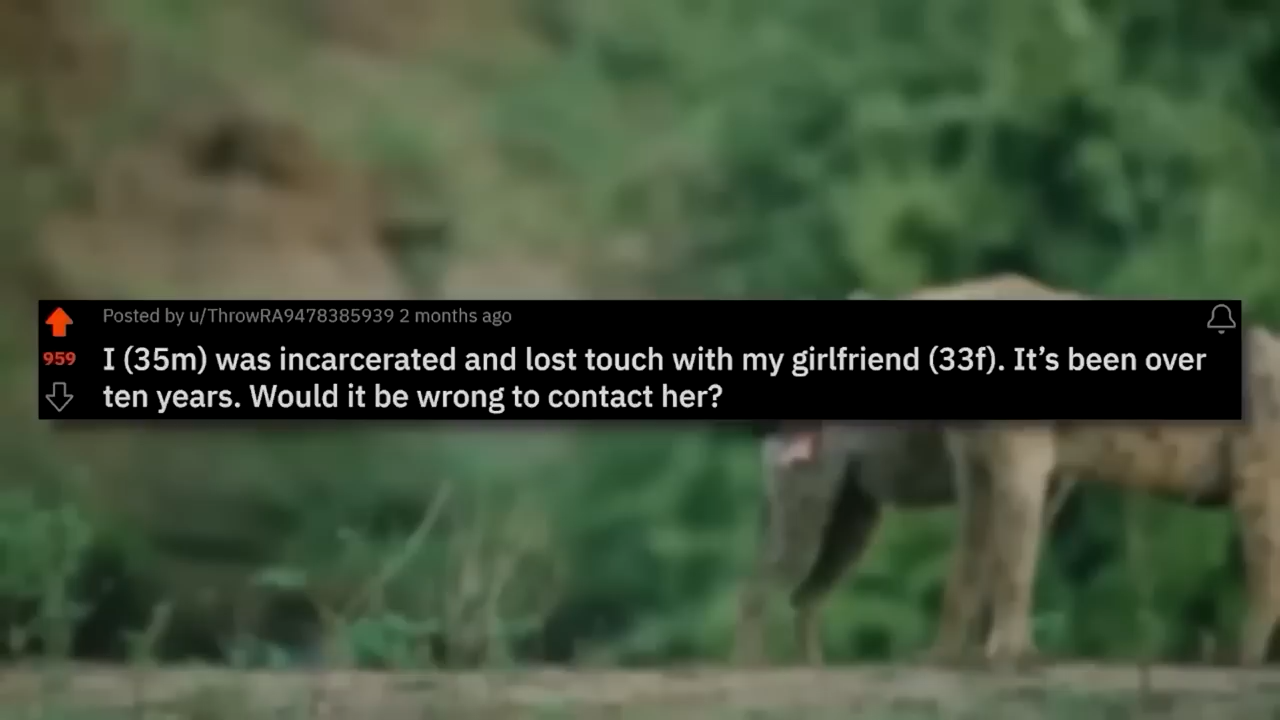 Posted by u/ThrowRA9478385939 2 months ago
959
I (35m) was incarcerated and lost touch with my girlfriend (33f). It’s been over
ten years. Would it be wrong to contact her?